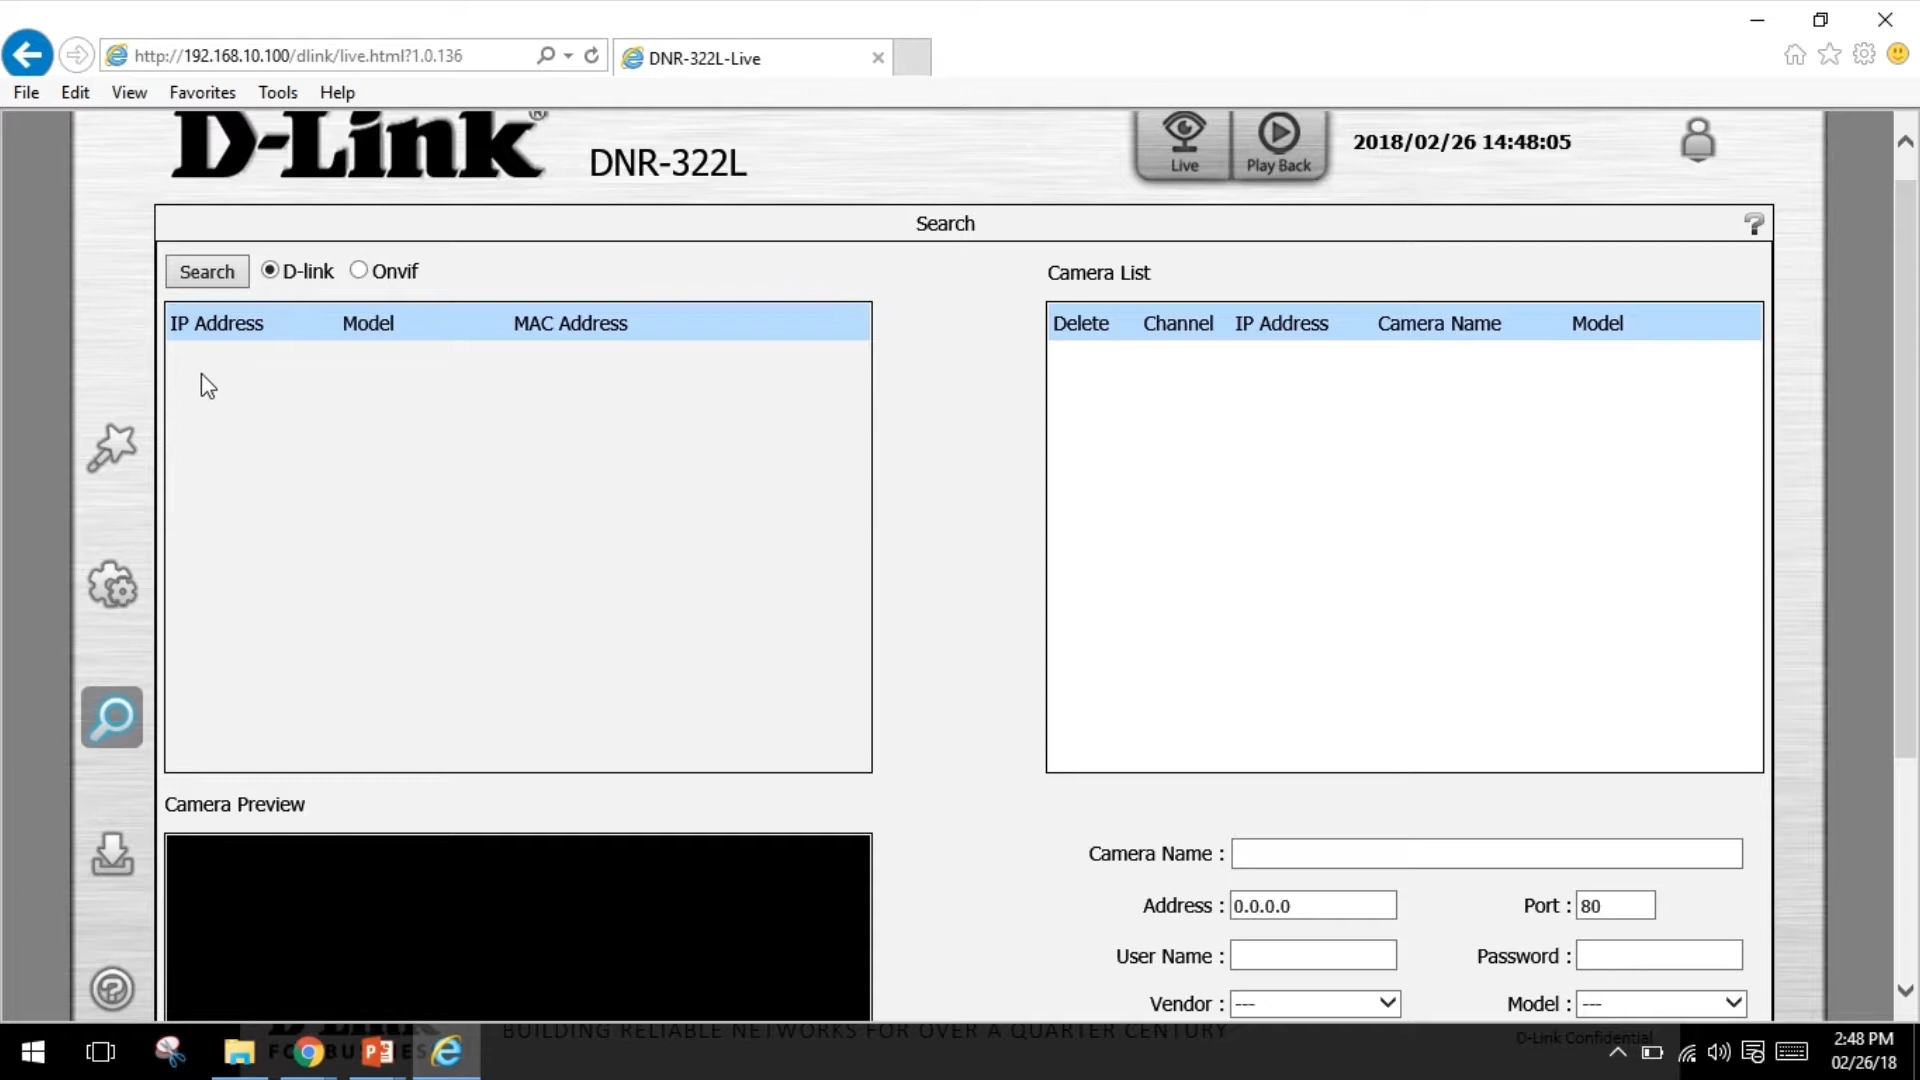 http://192.168.10.100/dlink/live.html?1.0.136
DNR-322L-Live
File Edit View Favorites Tools Help
D-Link®
DNR-322L
Live
Play Back
2018/02/26 14:48:05
Search
?
Search D-link Onvif
Camera List
IP Address Model MAC Address
Delete Channel IP Address Camera Name Model
Camera Preview
Camera Name :
Address : 0.0.0.0 Port : 80
User Name : Password :
Vendor : --- Model : ---
BUILDING RELIABLE NETWORKS FOR OVER A QUARTER CENTURY
D-Link Confidential
2:48 PM
02/26/18